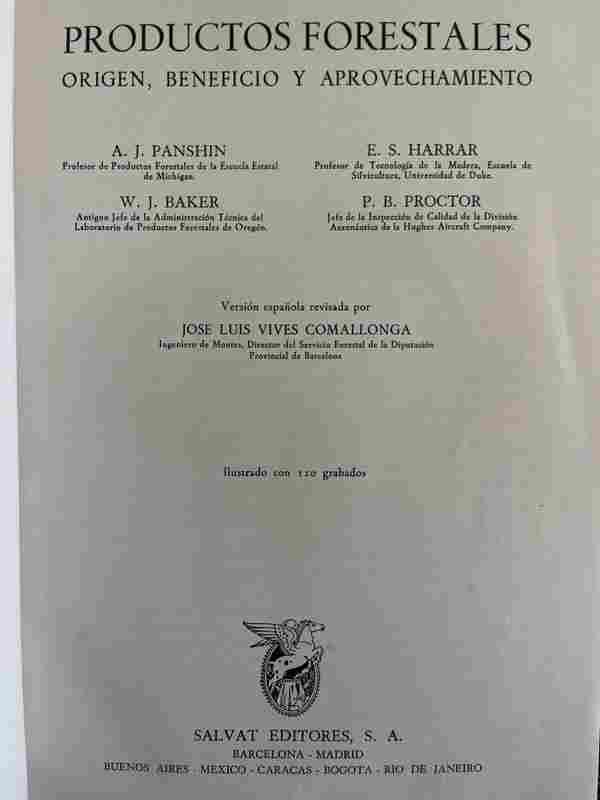 PRODUCTOS FORESTALES
ORIGEN, BENEFICIO Y APROVECHAMIENTO
A. J. PANSHIN
Profesor de Productos Forestales de la Escuela Estatal
de Michigan.
E. S. HARRAR
Profesor de Tecnología de la Madera, Escuela de
Silvicultura, Universidad de Duke.
W. J. BAKER
Antiguo Jefe de la Administración Técnica del
Laboratorio de Productos Forestales de Oregón.
P. B. PROCTOR
Jefe de la Inspección de Calidad de la División
Aeronáutica de la Hughes Aircraft Company.
Versión española revisada por
JOSE LUIS VIVES COMALLONGA
Ingeniero de Montes, Director del Servicio Forestal de la Diputación
Provincial de Barcelona
Ilustrado con 120 grabados
SALVAT EDITORES, S. A.
BARCELONA - MADRID
BUENOS AIRES - MEXICO - CARACAS - BOGOTA - RIO DE JANEIRO